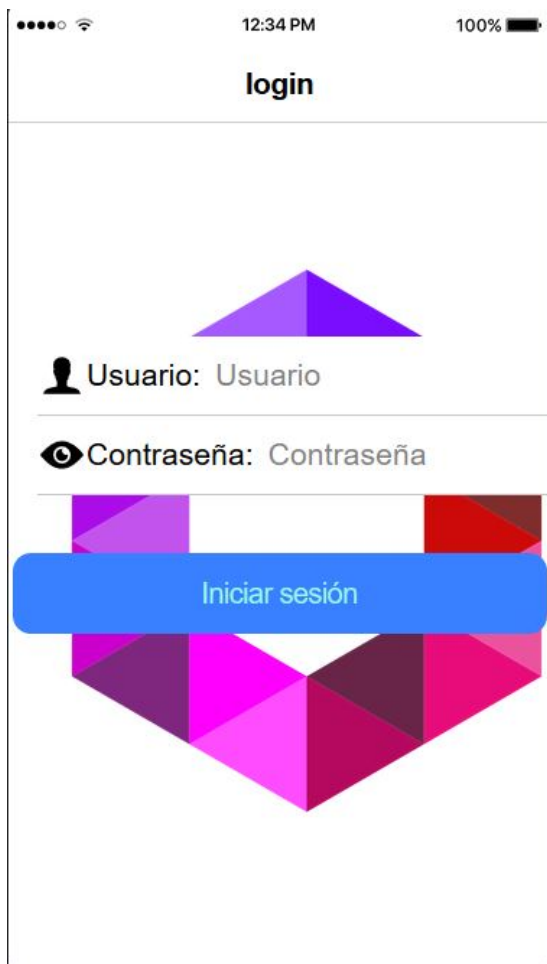 12:34 PM 100%
login
Usuario: Usuario
Contraseña: Contraseña
Iniciar sesión